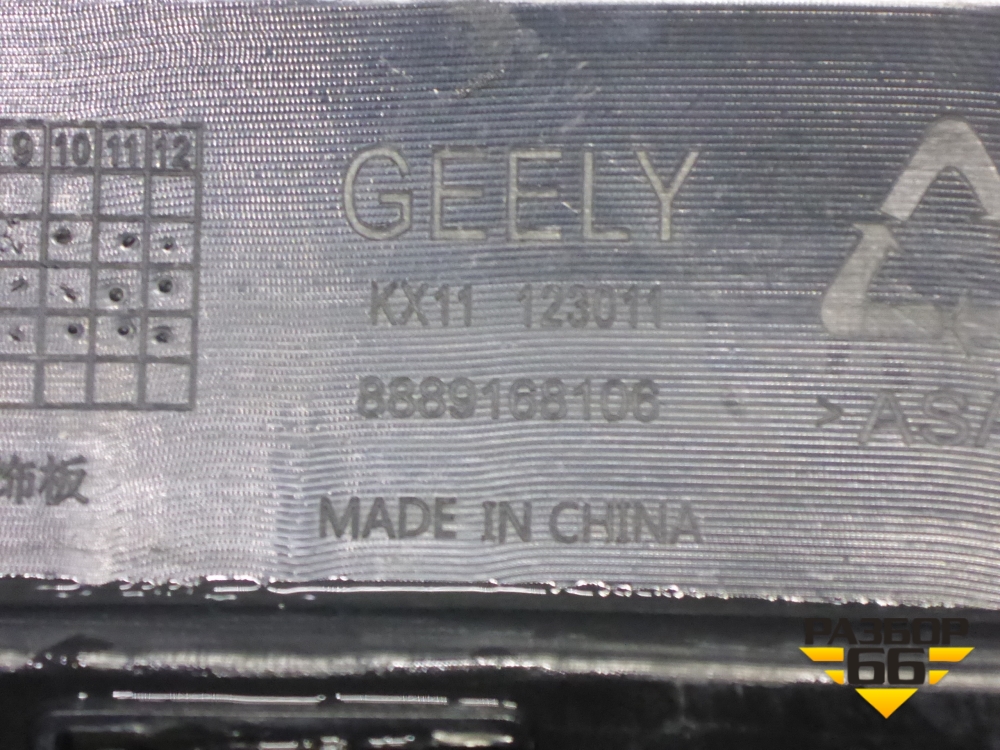 9 10 11 12
GEELY
KX11 123011
8889168106
>ASA
饰板
MADE IN CHINA
РАЗБОР
66